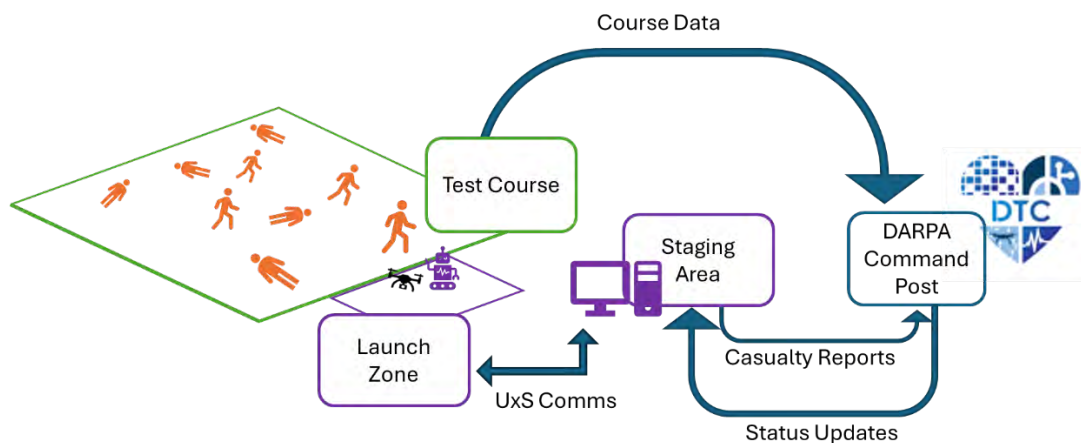 Course Data
Test Course
DTC
Staging
Area
DARPA
Command
Post
Launch
Zone
Casualty Reports
UxS Comms
Status Updates